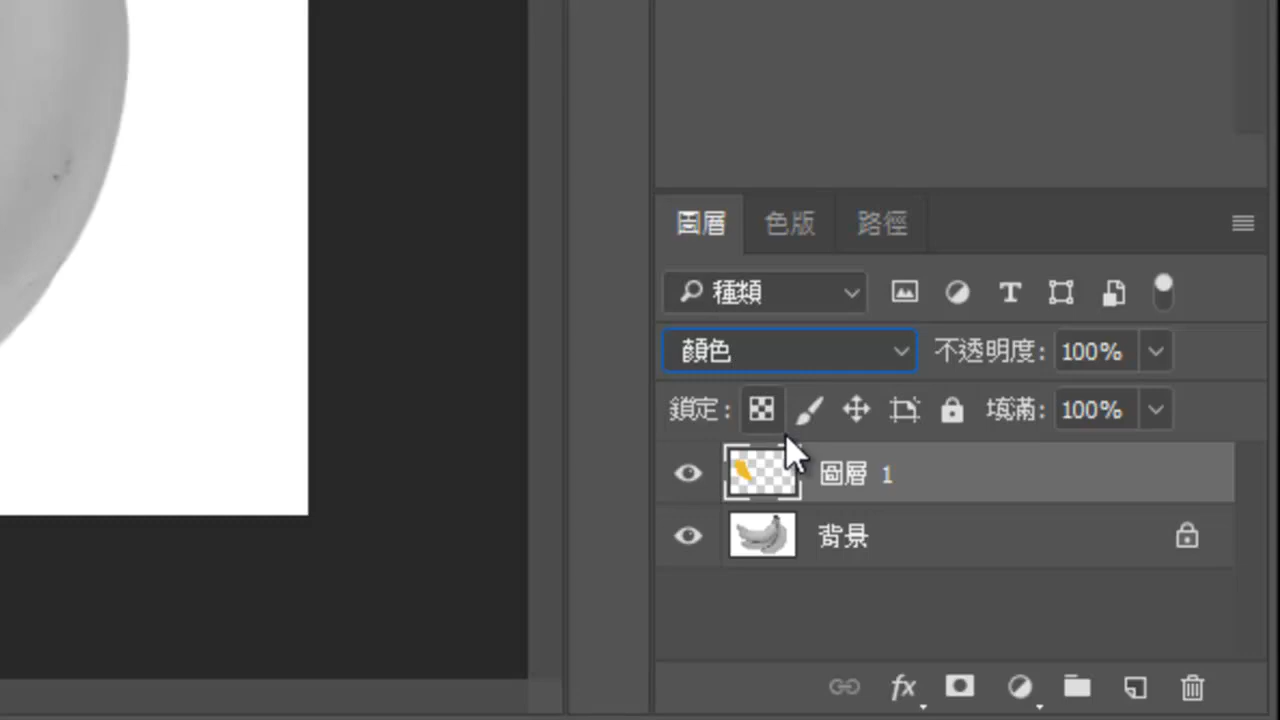 圖層 色版 路徑
種類
顏色 不透明度: 100%
鎖定: 填滿: 100%
圖層 1
背景
fx